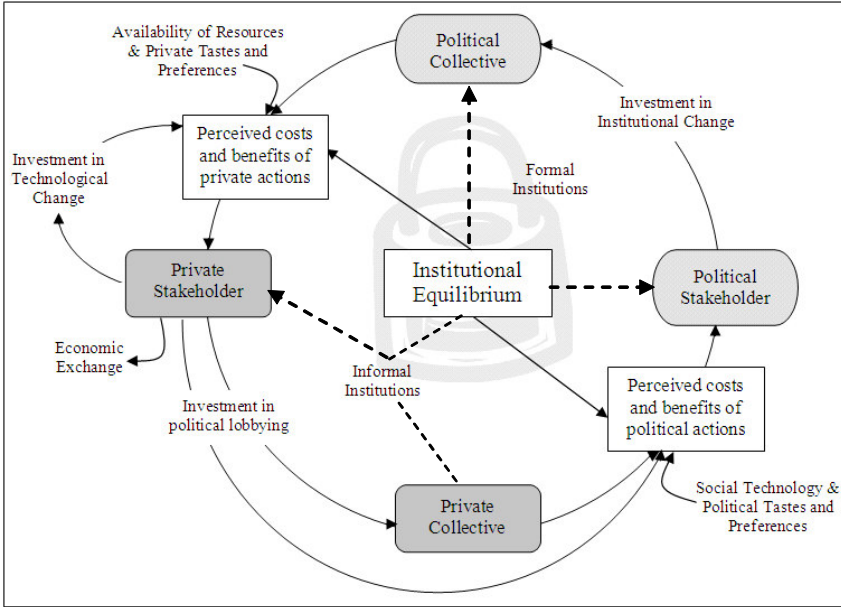 Availability of Resources
& Private Tastes and
Preferences
Political
Collective
Investment in
Institutional Change
Perceived costs
and benefits of
private actions
Investment in
Technological
Change
Formal
Institutions
Private
Stakeholder
Institutional
Equilibrium
Political
Stakeholder
Economic
Exchange
Informal
Institutions
Perceived costs
and benefits of
political actions
Investment in
political lobbying
Private
Collective
Social Technology &
Political Tastes and
Preferences